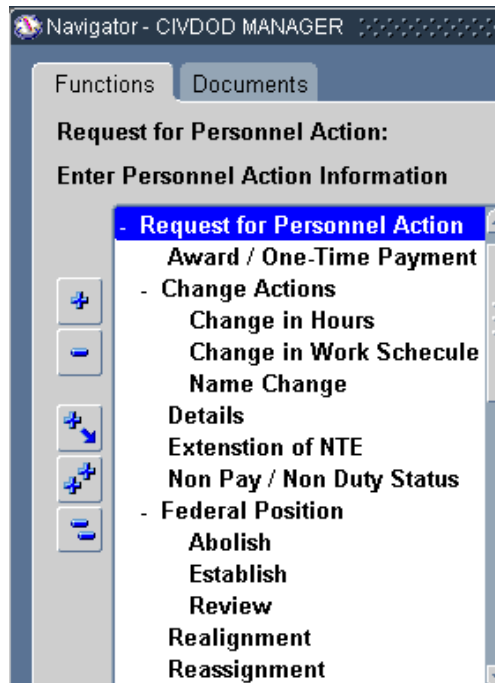 Navigator - CIVDOD MANAGER
Functions Documents
Request for Personnel Action:
Enter Personnel Action Information
- Request for Personnel Action
Award / One-Time Payment
- Change Actions
Change in Hours
Change in Work Schecule
Name Change
Details
Extenstion of NTE
Non Pay / Non Duty Status
- Federal Position
Abolish
Establish
Review
Realignment
Reassignment